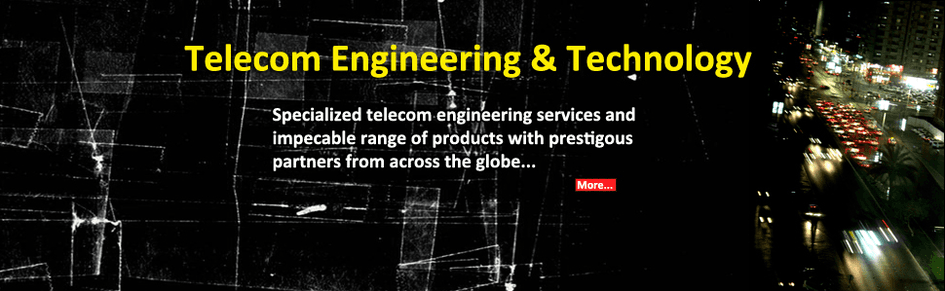 Telecom Engineering & Technology
Specialized telecom engineering services and
impecable range of products with prestigous
partners from across the globe...
More...